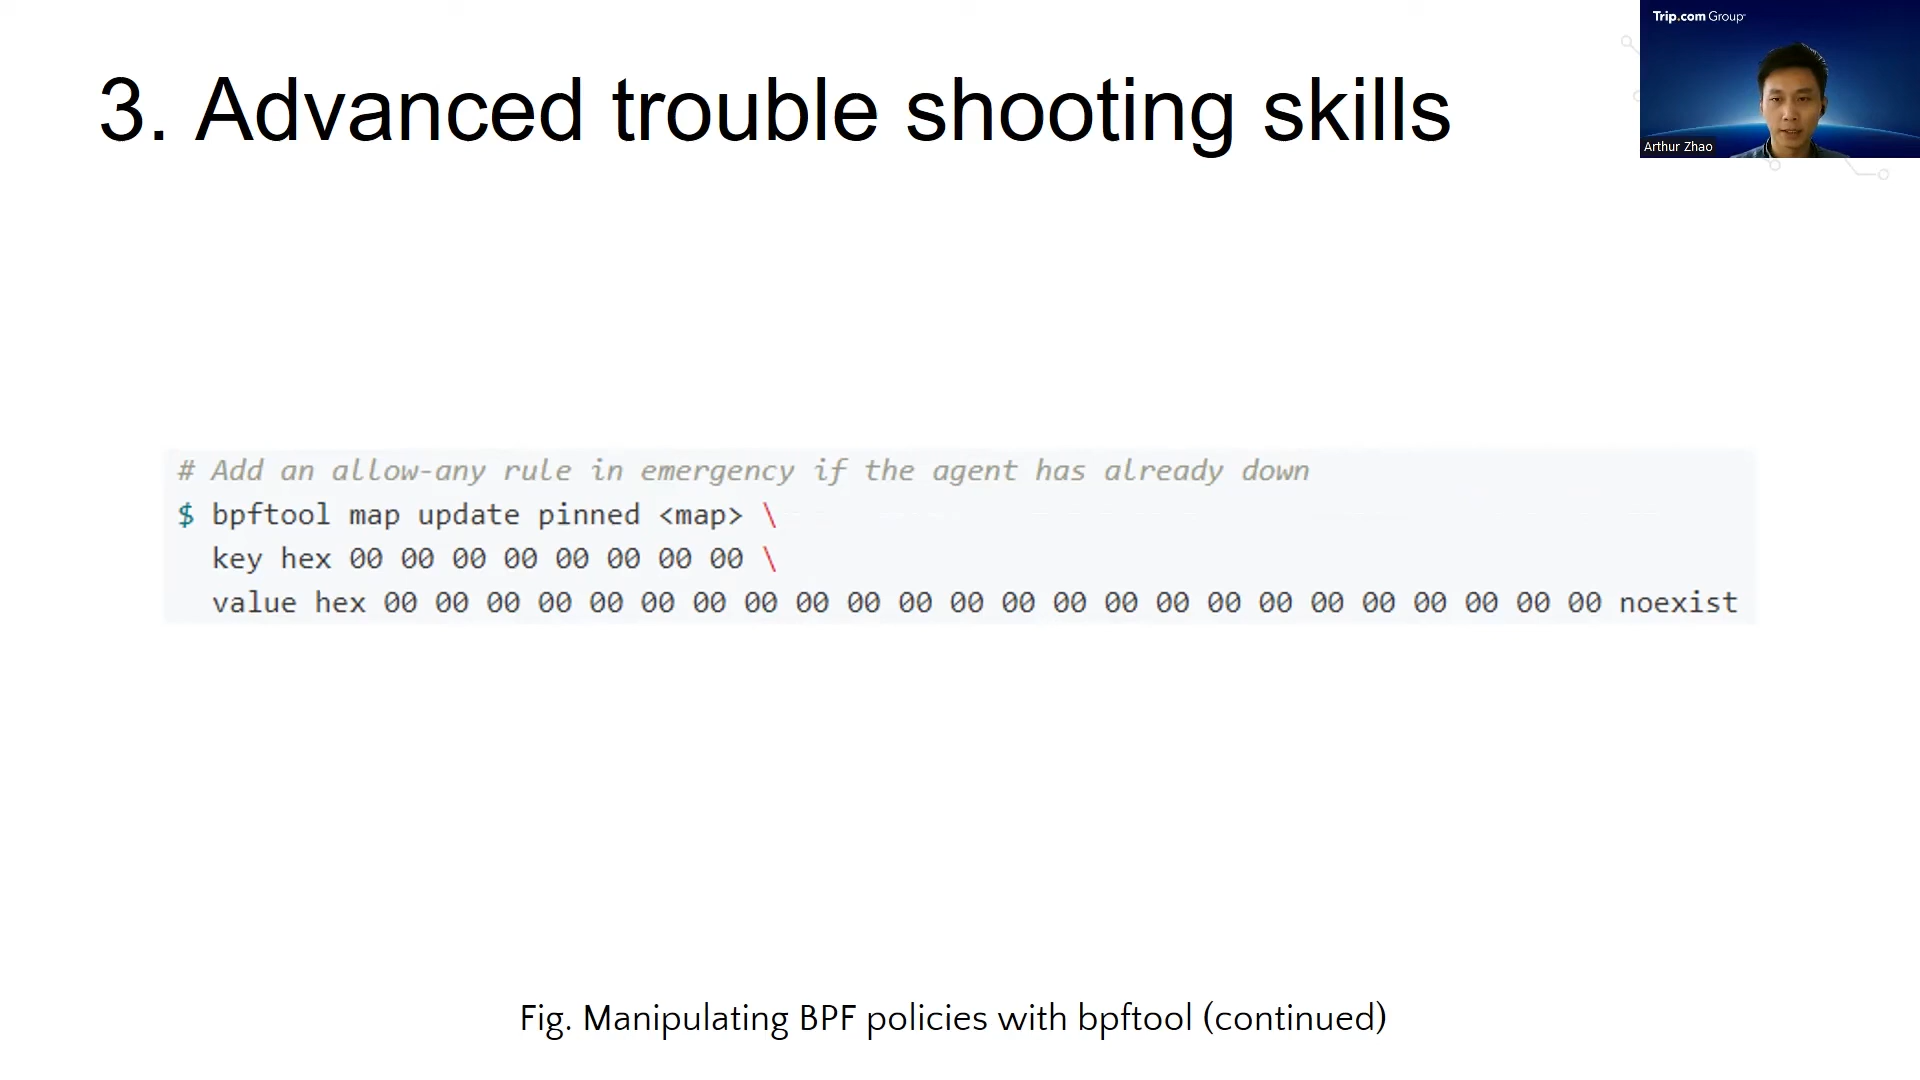 3. Advanced trouble shooting skills
Trip.com Group
Arthur Zhao
# Add an allow-any rule in emergency if the agent has already down
$ bpftool map update pinned <map> \
key hex 00 00 00 00 00 00 00 00 \
value hex 00 00 00 00 00 00 00 00 00 00 00 00 00 00 00 00 00 00 00 00 00 00 00 00 noexist
Fig. Manipulating BPF policies with bpftool (continued)